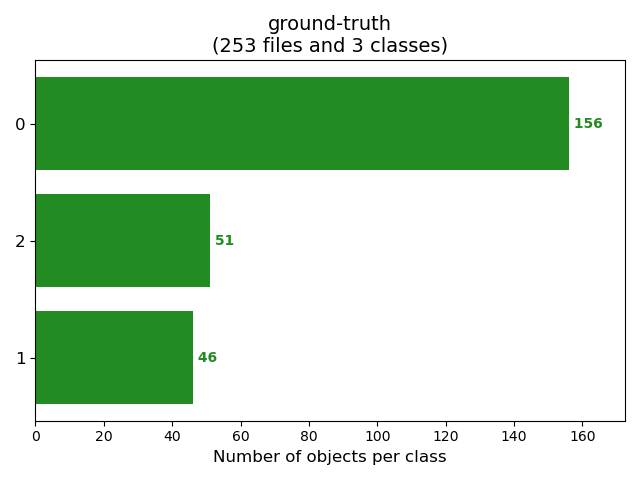 ground-truth
(253 files and 3 classes)
0
156
2
51
1
46
0 20 40 60 80 100 120 140 160
Number of objects per class